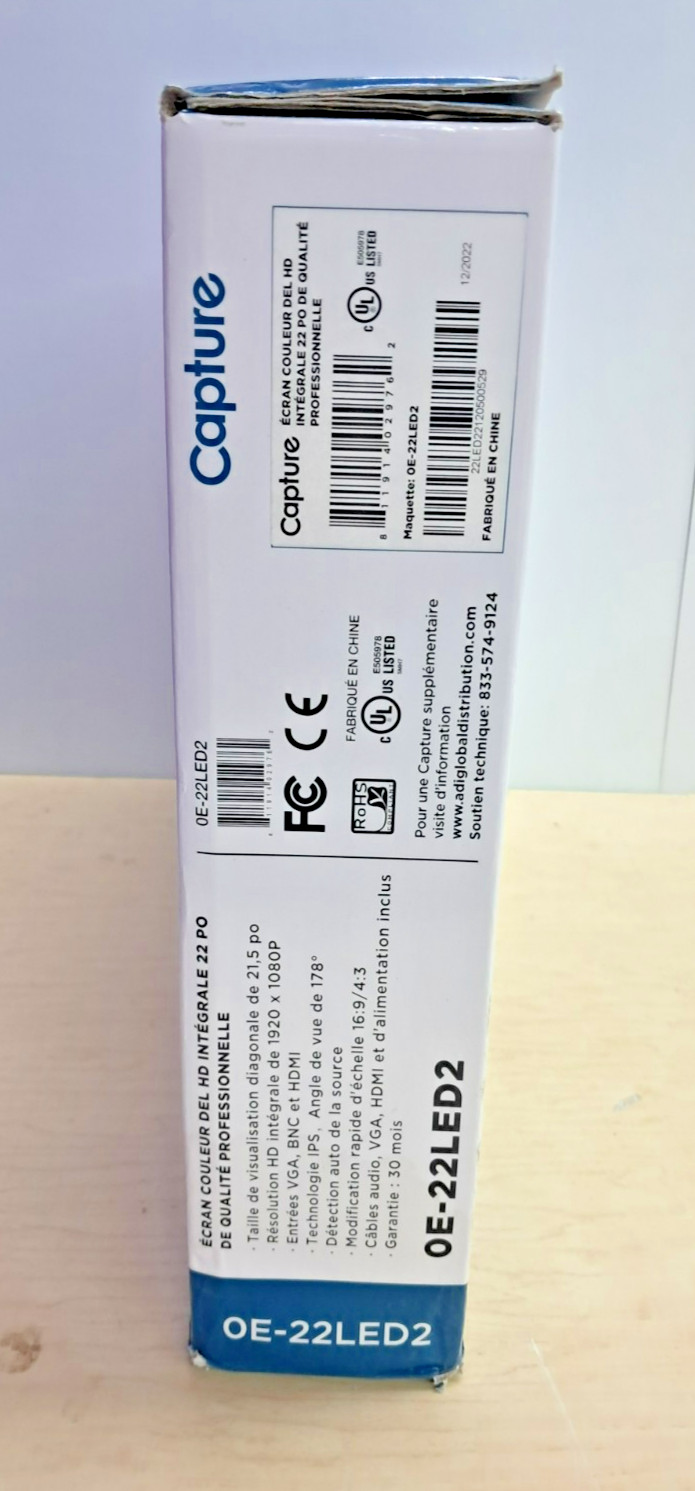 Capture
Capture
ÉCRAN COULEUR DEL HD
INTÉGRALE 22 PO DE QUALITÉ
PROFESSIONNELLE
8 11914 02976 2
C UL US LISTED
E505978
Maquette: OE-22LED2
22LED22120500529
12/2022
FABRIQUÉ EN CHINE
OE-22LED2
FC CE
RoHS
FABRIQUÉ EN CHINE
C UL US LISTED
E505978
Pour une Capture supplémentaire
visite d'information
www.adiglobaldistribution.com
Soutien technique: 833-574-9124
ÉCRAN COULEUR DEL HD INTÉGRALE 22 PO
DE QUALITÉ PROFESSIONNELLE
· Taille de visualisation diagonale de 21,5 po
· Résolution HD intégrale de 1920 x 1080P
· Entrées VGA, BNC et HDMI
· Technologie IPS, Angle de vue de 178°
· Détection auto de la source
· Modification rapide d'échelle 16:9/4:3
· Câbles audio, VGA, HDMI et d'alimentation inclus
· Garantie : 30 mois
OE-22LED2
OE-22LED2